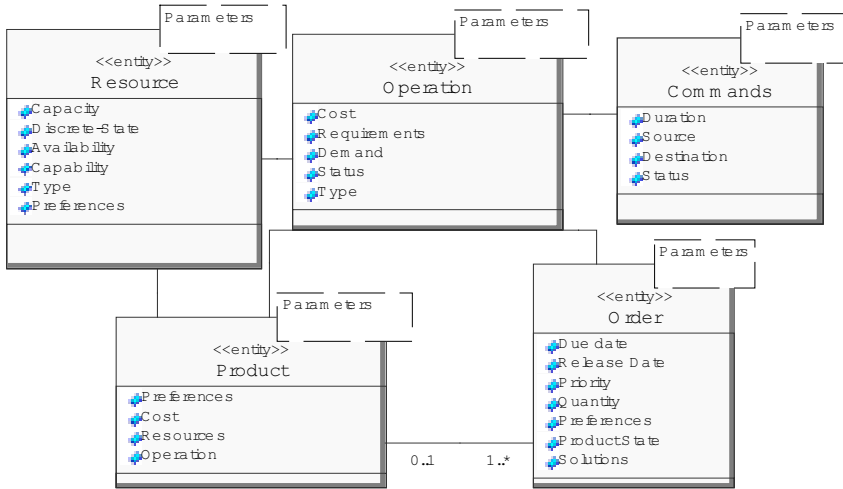 Parameters
<<entity>>
Resource
Capacity
Discrete-State
Availability
Capability
Type
Preferences
Parameters
<<entity>>
Operation
Cost
Requirements
Demand
Status
Type
Parameters
<<entity>>
Commands
Duration
Source
Destination
Status
Parameters
<<entity>>
Product
Preferences
Cost
Resources
Operation
Parameters
<<entity>>
Order
Due date
Release Date
Priority
Quantity
Preferences
ProductState
Solutions
0..1
1..*